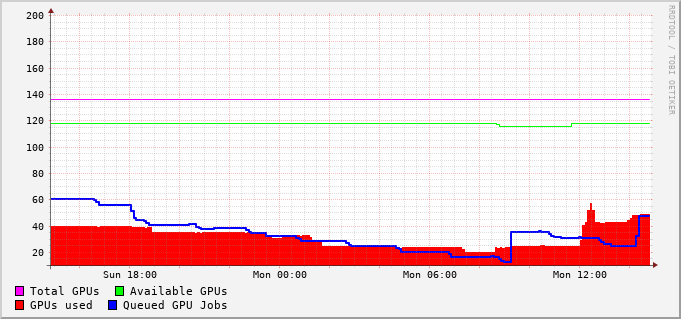 200
180
160
140
120
100
80
60
40
20
Sun 18:00 Mon 00:00 Mon 06:00 Mon 12:00
Total GPUs Available GPUs
GPUs used Queued GPU Jobs
RRDTOOL / TOBI OETIKER